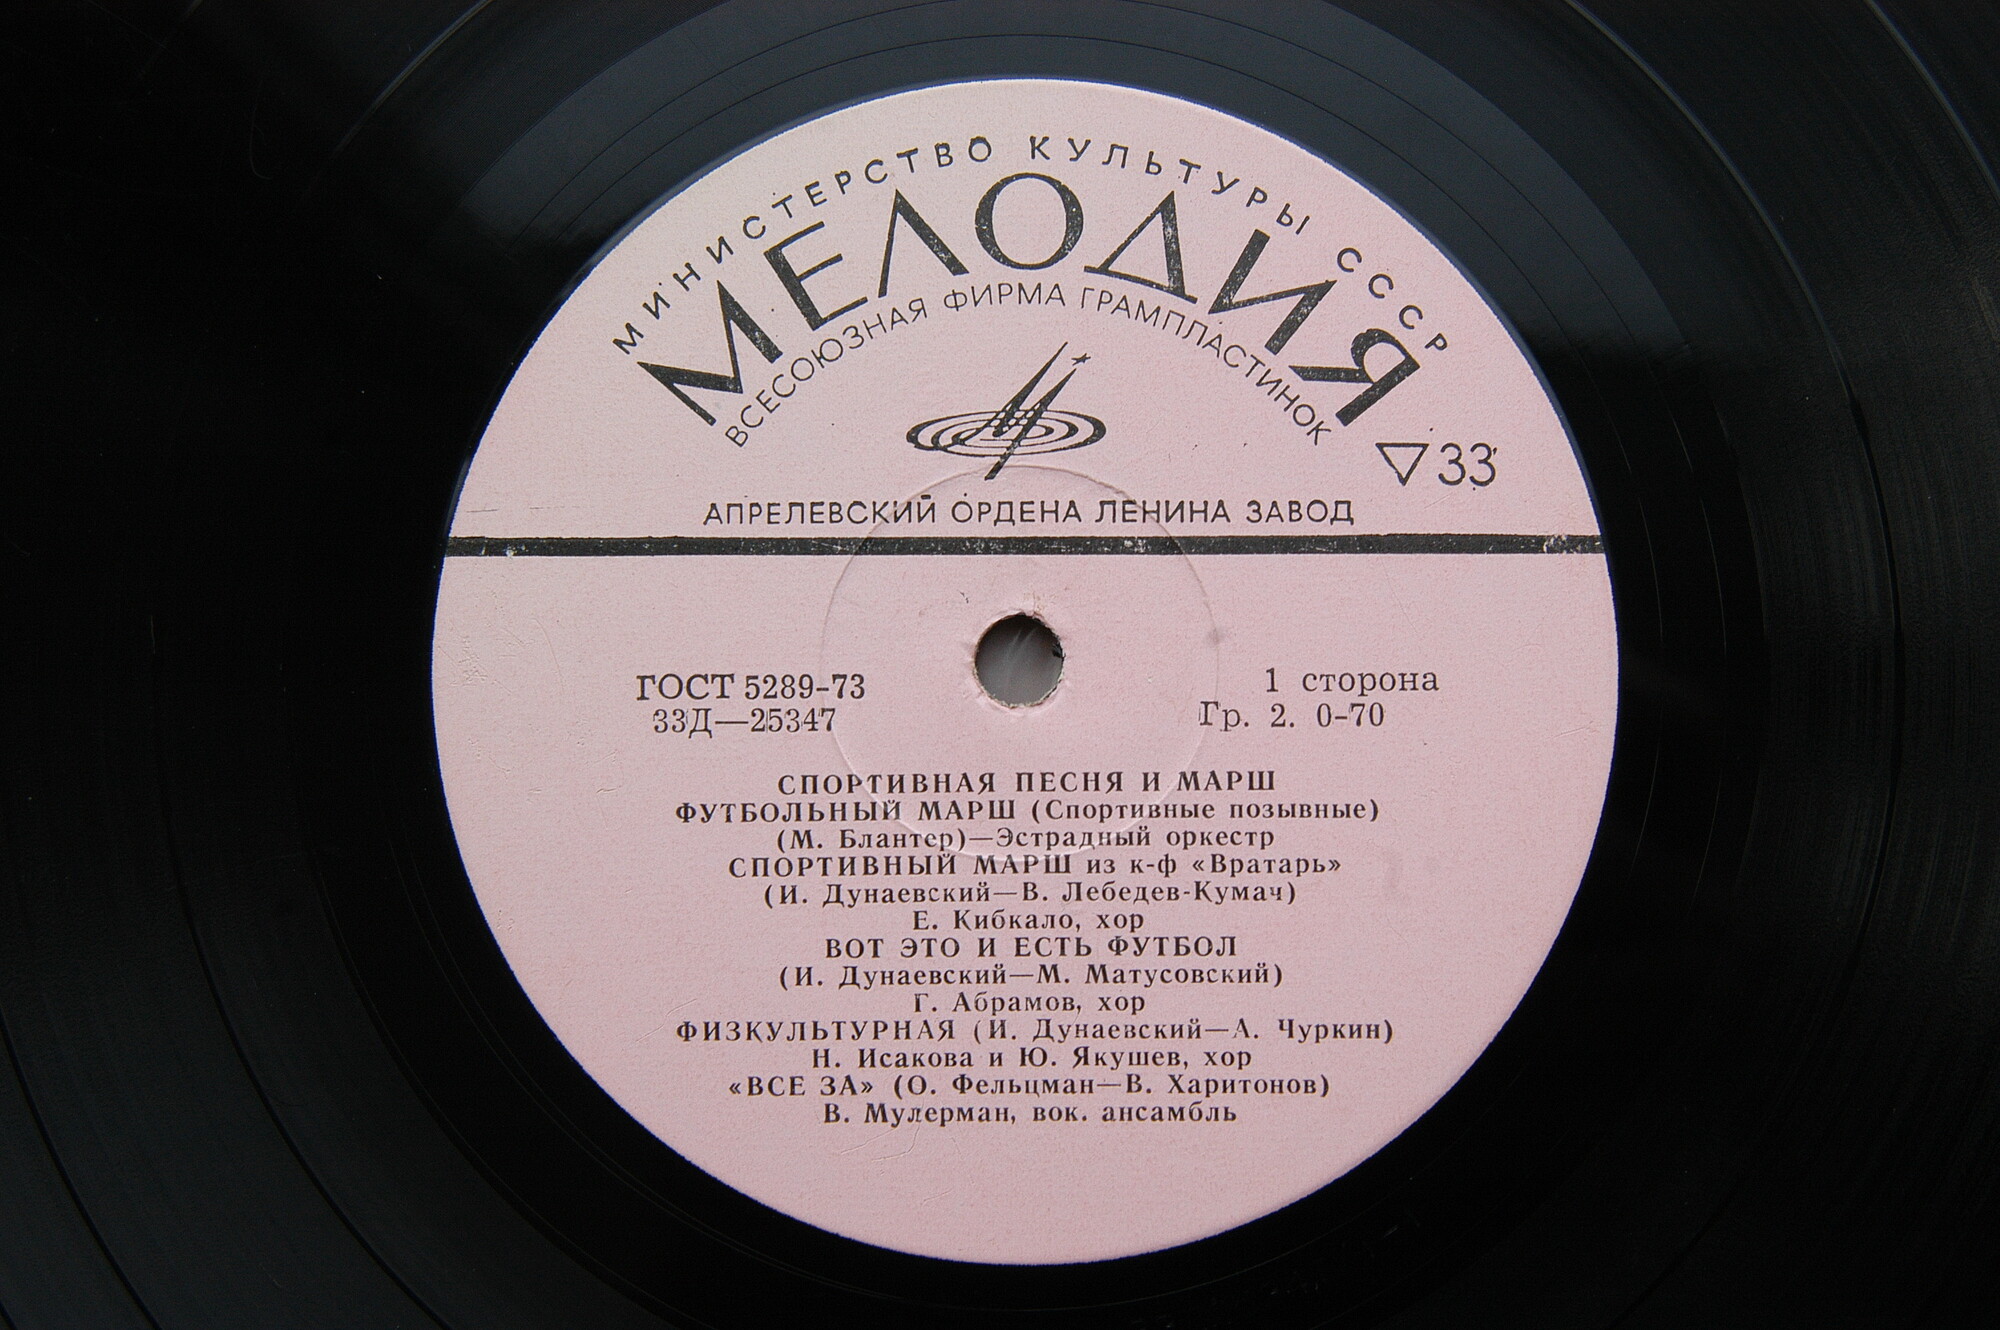 МИНИСТЕРСТВО КУЛЬТУРЫ СССР
МЕЛОДИЯ
ВСЕСОЮЗНАЯ ФИРМА ГРАМПЛАСТИНОК
33
АПРЕЛЕВСКИЙ ОРДЕНА ЛЕНИНА ЗАВОД
ГОСТ 5289-73
1 сторона
33Д—25347
Гр. 2. 0-70
СПОРТИВНАЯ ПЕСНЯ И МАРШ
ФУТБОЛЬНЫЙ МАРШ (Спортивные позывные)
(М. Блантер)—Эстрадный оркестр
СПОРТИВНЫЙ МАРШ из к-ф «Вратарь»
(И. Дунаевский—В. Лебедев-Кумач)
Е. Кибкало, хор
ВОТ ЭТО И ЕСТЬ ФУТБОЛ
(И. Дунаевский—М. Матусовский)
Г. Абрамов, хор
ФИЗКУЛЬТУРНАЯ (И. Дунаевский—А. Чуркин)
Н. Исакова и Ю. Якушев, хор
«ВСЕ ЗА» (О. Фельцман—В. Харитонов)
В. Мулерман, вок. ансамбль